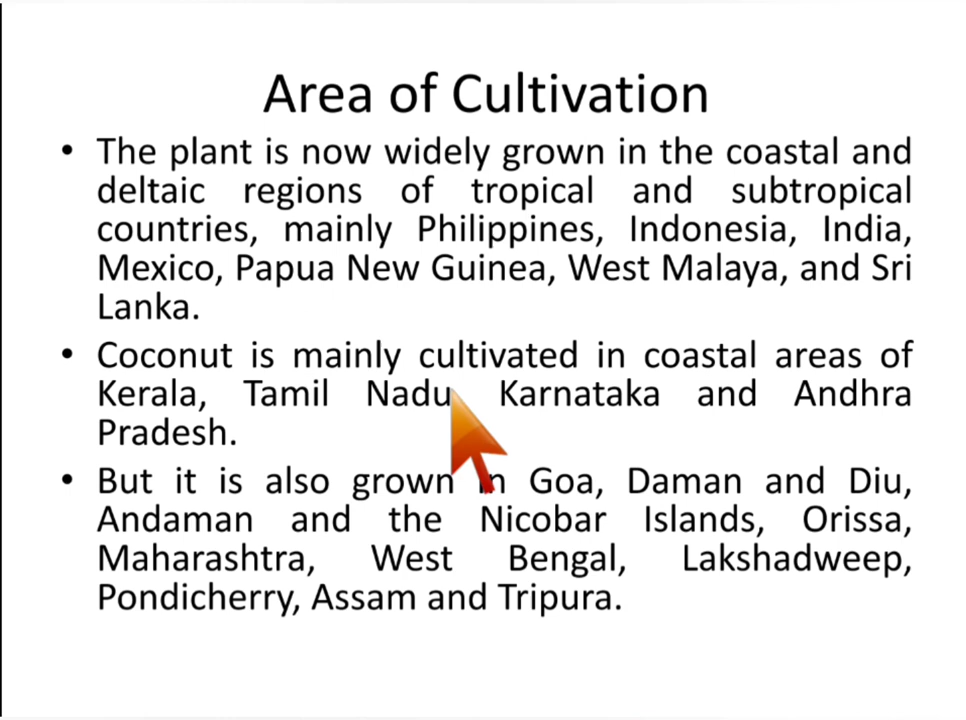 Area of Cultivation
• The plant is now widely grown in the coastal and
deltaic regions of tropical and subtropical
countries, mainly Philippines, Indonesia, India,
Mexico, Papua New Guinea, West Malaya, and Sri
Lanka.
• Coconut is mainly cultivated in coastal areas of
Kerala, Tamil Nadu, Karnataka and Andhra
Pradesh.
• But it is also grown in Goa, Daman and Diu,
Andaman and the Nicobar Islands, Orissa,
Maharashtra, West Bengal, Lakshadweep,
Pondicherry, Assam and Tripura.